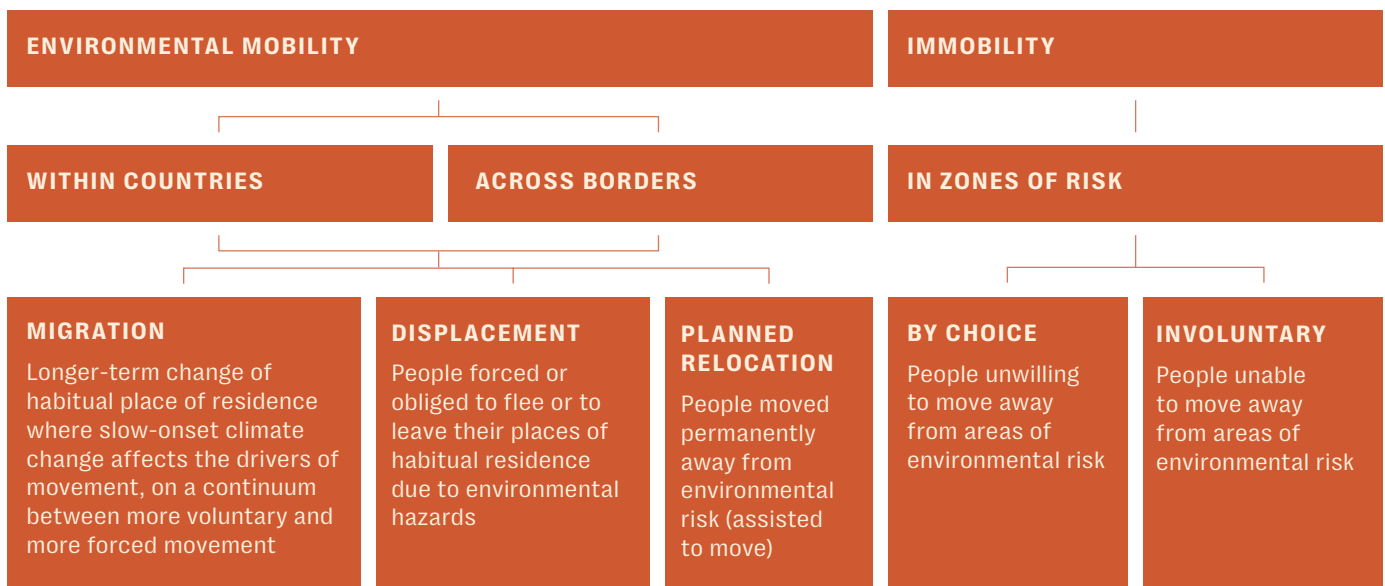 ENVIRONMENTAL MOBILITY
IMMOBILITY
WITHIN COUNTRIES
ACROSS BORDERS
IN ZONES OF RISK
MIGRATION
Longer-term change of
habitual place of residence
where slow-onset climate
change affects the drivers of
movement, on a continuum
between more voluntary and
more forced movement
DISPLACEMENT
People forced or
obliged to flee or to
leave their places of
habitual residence
due to environmental
hazards
PLANNED
RELOCATION
People moved
permanently
away from
environmental
risk (assisted
to move)
BY CHOICE
People unwilling
to move away
from areas of
environmental risk
INVOLUNTARY
People unable
to move away
from areas of
environmental risk